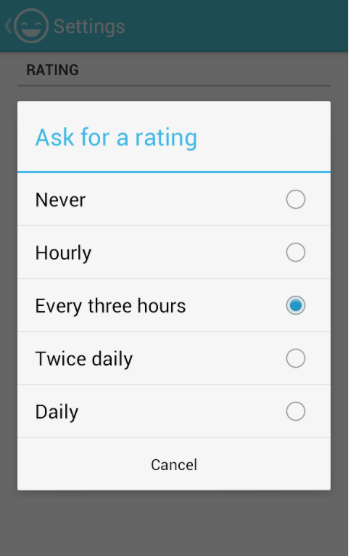 Settings
RATING
Ask for a rating
Never
Hourly
Every three hours
Twice daily
Daily
Cancel